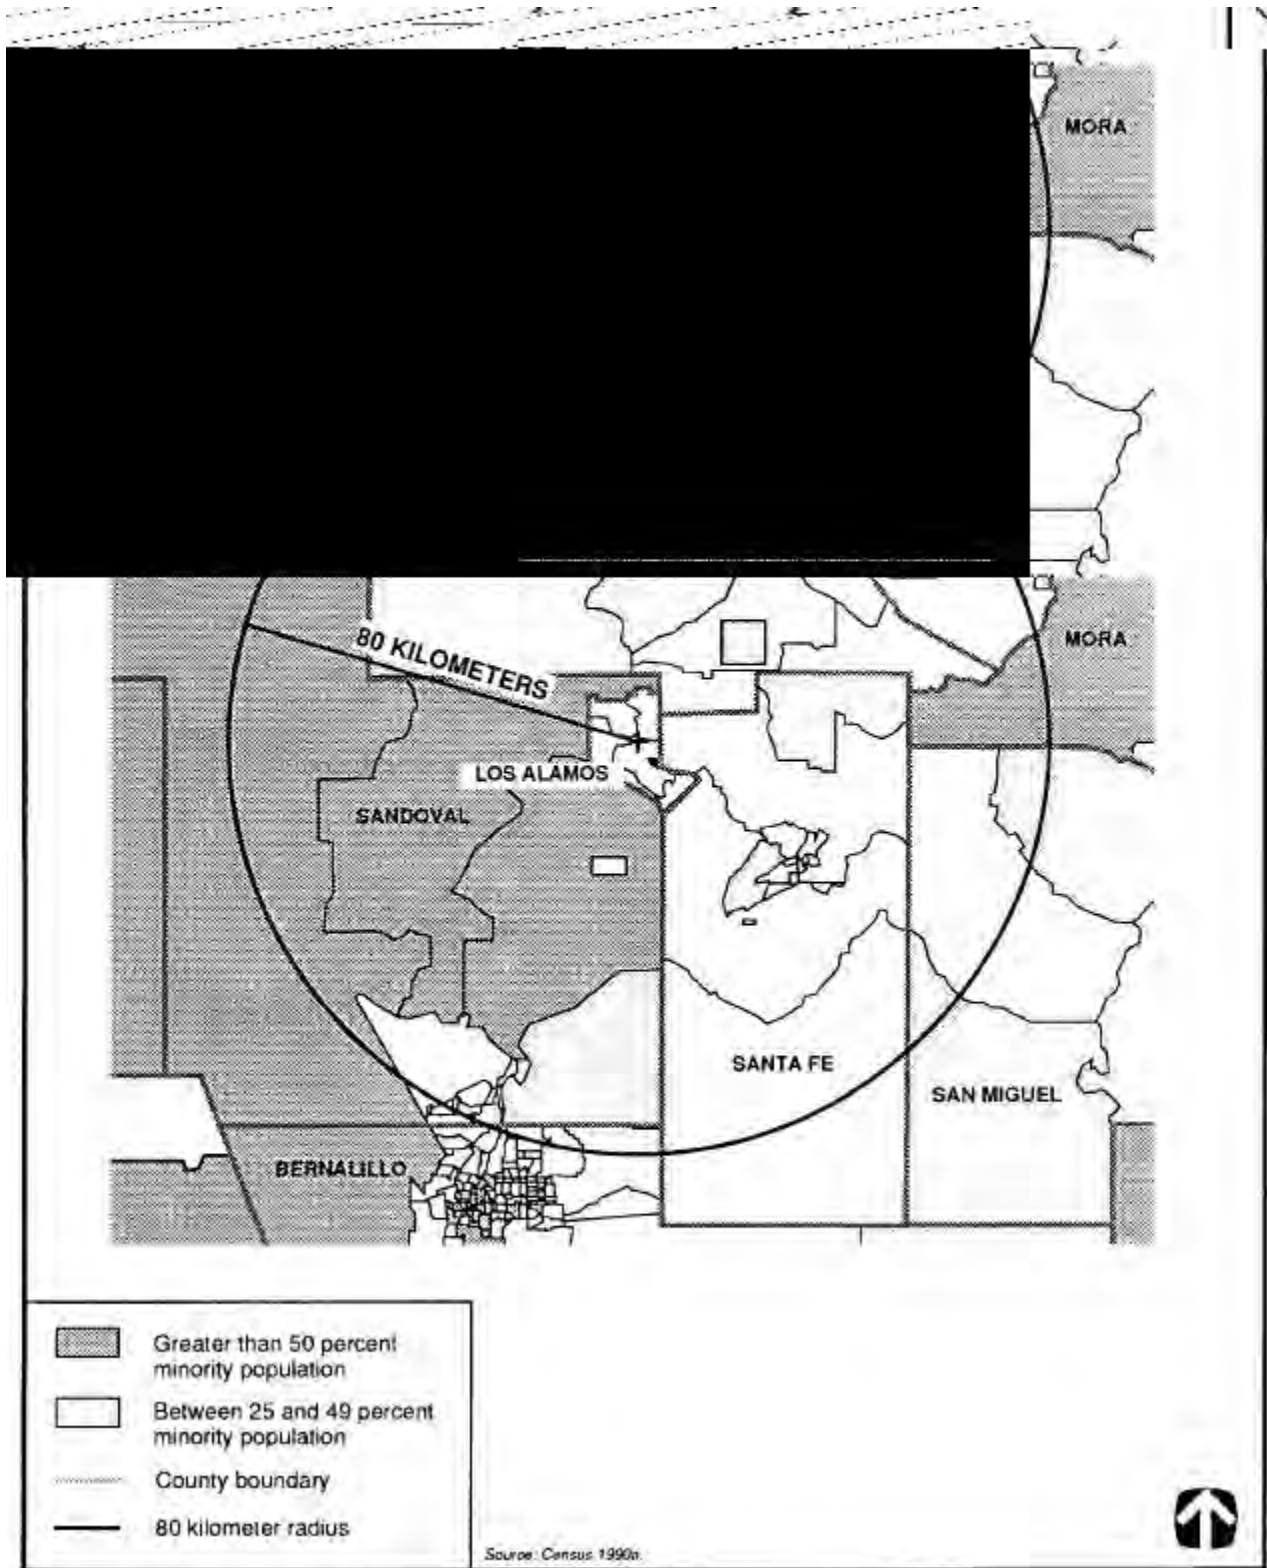 MORA
MORA
80 KILOMETERS
LOS ALAMOS
SANDOVAL
SANTA FE
SAN MIGUEL
BERNALILLO
Greater than 50 percent
minority population
Between 25 and 49 percent
minority population
County boundary
80 kilometer radius
Source: Census 1990a.